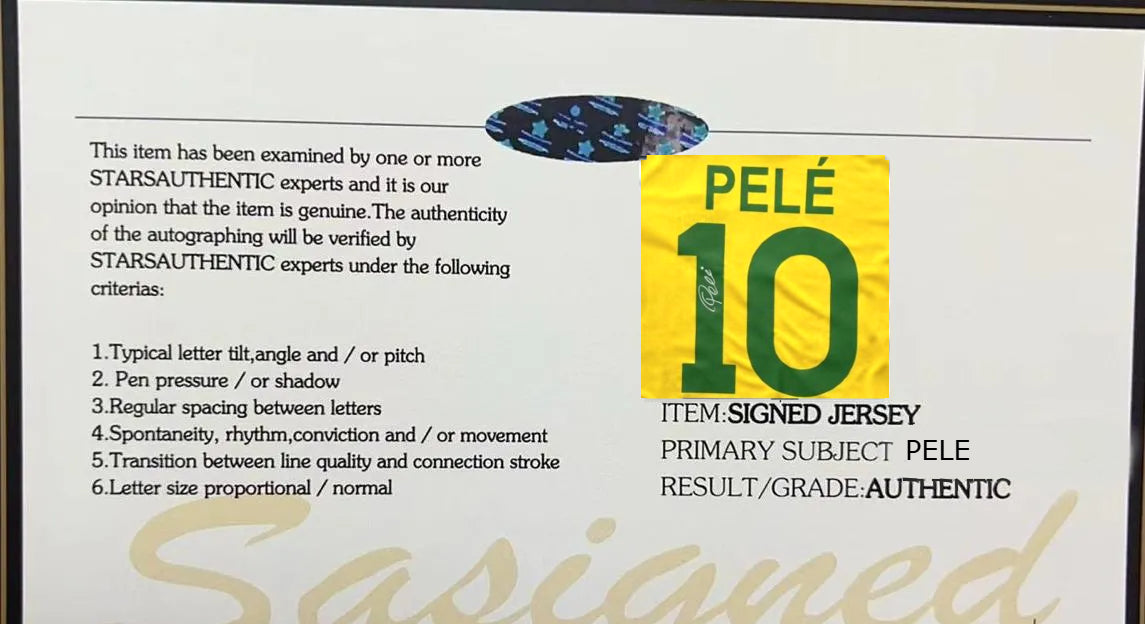 This item has been examined by one or more
STARSAUTHENTIC experts and it is our
opinion that the item is genuine.The authenticity
of the autographing will be verified by
STARSAUTHENTIC experts under the following
criterias:
1.Typical letter tilt,angle and / or pitch
2. Pen pressure / or shadow
3.Regular spacing between letters
4.Spontaneity, rhythm,conviction and / or movement
5.Transition between line quality and connection stroke
6.Letter size proportional / normal
PELÉ
10
ITEM:SIGNED JERSEY
PRIMARY SUBJECT PELE
RESULT/GRADE:AUTHENTIC
Sasigned